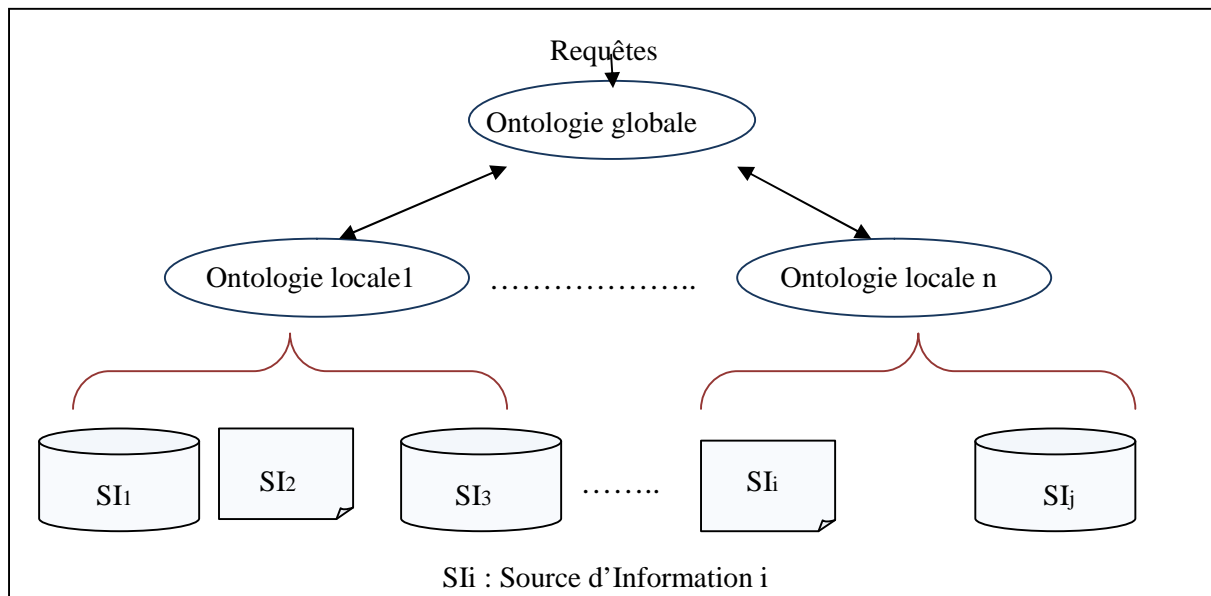 Requêtes
Ontologie globale
Ontologie locale1 ……………….. Ontologie locale n
SI1 SI2 SI3 …….. SIi SIj
SIi : Source d’Information i